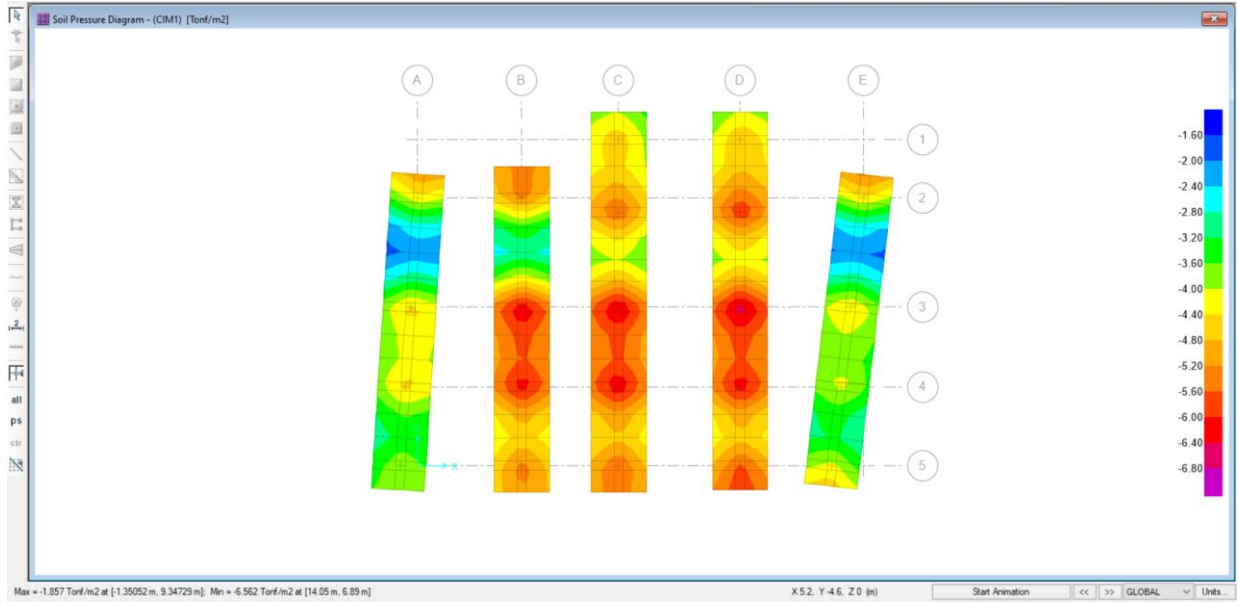 Soil Pressure Diagram - (CIM1) [Tonf/m2]
A B C D E
1
2
3
4
5
-1.60
-2.00
-2.40
-2.80
-3.20
-3.60
-4.00
-4.40
-4.80
-5.20
-5.60
-6.00
-6.40
-6.80
all
ps
clr
X
Max = -1.857 Tonf/m2 at [-1.35052 m, 9.34729 m]; Min = -6.562 Tonf/m2 at [14.05 m, 6.89 m] X 5.2, Y -4.6, Z 0 (m) Start Animation << >> GLOBAL Units...